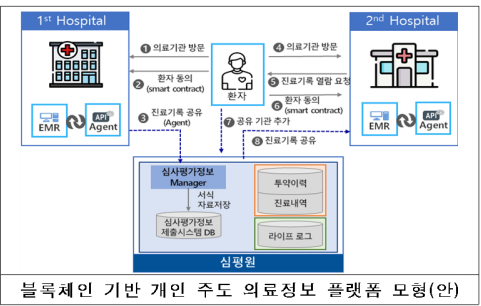 1st Hospital
2nd Hospital
❶ 의료기관 방문
❹ 의료기관 방문
❷ 환자 동의
(smart contract)
환자
❺ 진료기록 열람 요청
❻ 환자 동의
(smart contract)
EMR
API
Agent
❸ 진료기록 공유
(Agent)
❼ 공유 기관 추가
❽ 진료기록 공유
EMR
API
Agent
심사평가정보
Manager
서식
자료저장
심사평가정보
제출시스템 DB
투약이력
진료내역
라이프 로그
심평원
블록체인 기반 개인 주도 의료정보 플랫폼 모형(안)